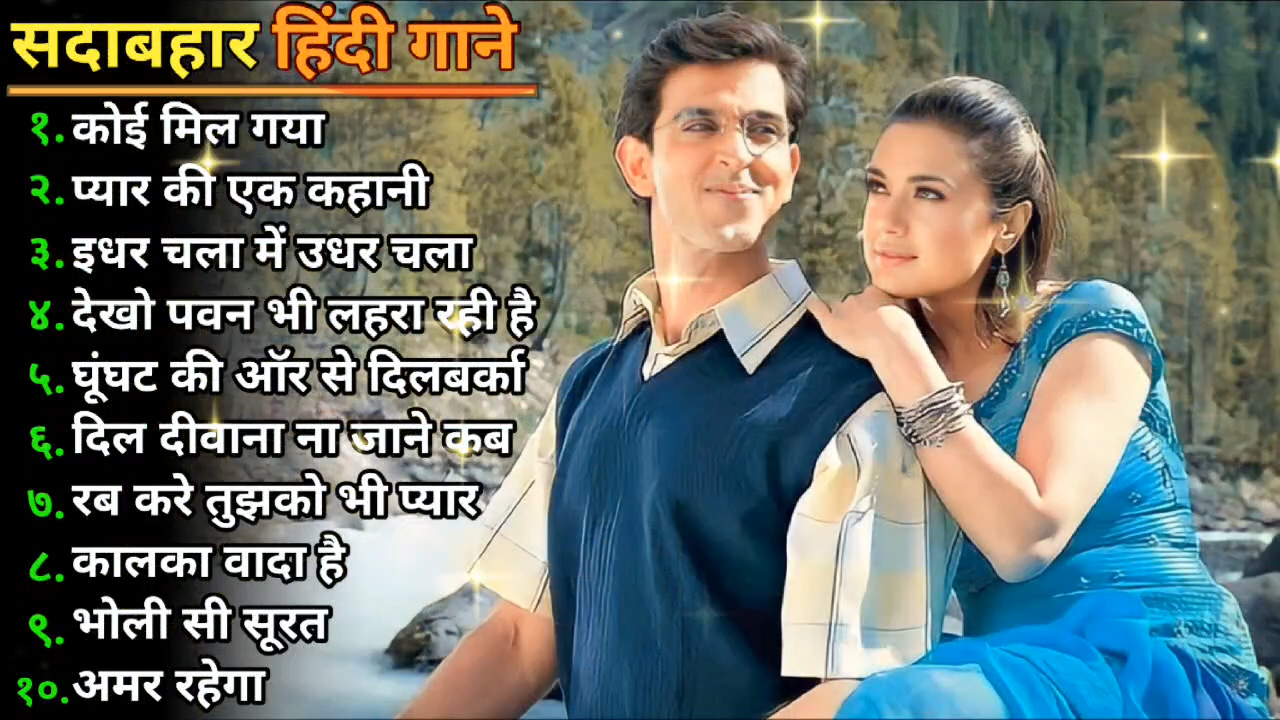 सदाबहार हिंदी गाने
१. कोई मिल गया
२. प्यार की एक कहानी
३. इधर चला में उधर चला
४. देखो पवन भी लहरा रही है
५. घूंघट की ऑर से दिलबर्का
६. दिल दीवाना ना जाने कब
७. रब करे तुझको भी प्यार
८. कालका वादा है
९. भोली सी सूरत
१०. अमर रहेगा